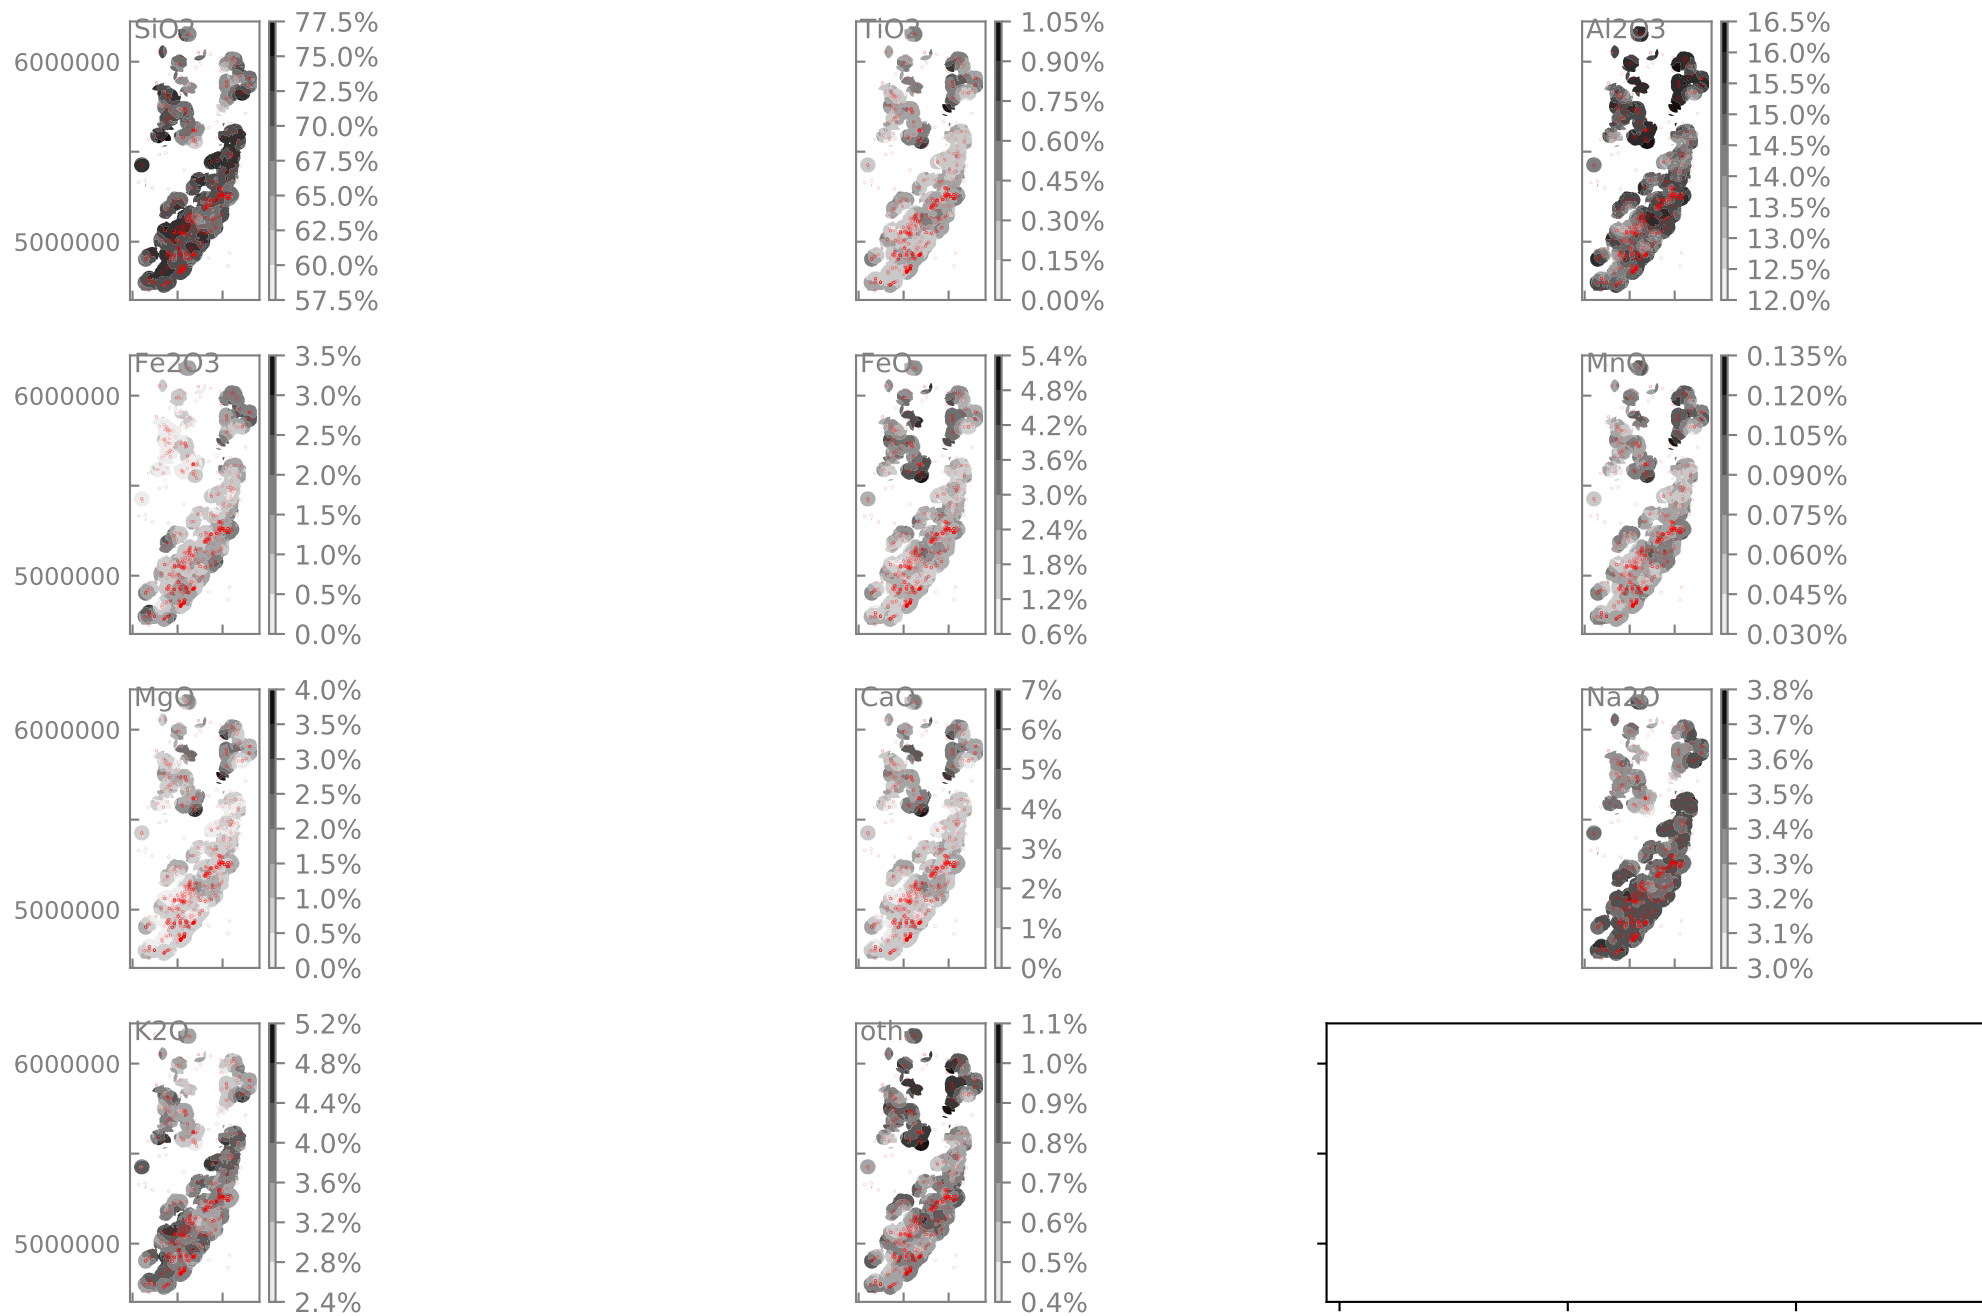 SiO2 77.5% TiO2 1.05% Al2O3 16.5%
6000000 75.0% 0.90% 16.0%
72.5% 0.75% 15.5%
70.0% 0.60% 15.0%
67.5% 0.45% 14.5%
65.0% 0.30% 14.0%
5000000 62.5% 0.15% 13.5%
60.0% 0.00% 13.0%
57.5% 12.5%
12.0%
Fe2O3 3.5% FeO 5.4% MnO 0.135%
6000000 3.0% 4.8% 0.120%
2.5% 4.2% 0.105%
2.0% 3.6% 0.090%
1.5% 3.0% 0.075%
1.0% 2.4% 0.060%
5000000 0.5% 1.8% 0.045%
0.0% 1.2% 0.030%
0.6%
MgO 4.0% CaO 7% Na2O 3.8%
6000000 3.5% 6% 3.7%
3.0% 5% 3.6%
2.5% 4% 3.5%
2.0% 3% 3.4%
1.5% 2% 3.3%
5000000 1.0% 1% 3.2%
0.5% 0% 3.1%
0.0% 3.0%
K2O 5.2% oth 1.1%
6000000 4.8% 1.0%
4.4% 0.9%
4.0% 0.8%
3.6% 0.7%
3.2% 0.6%
5000000 2.8% 0.5%
2.4% 0.4%